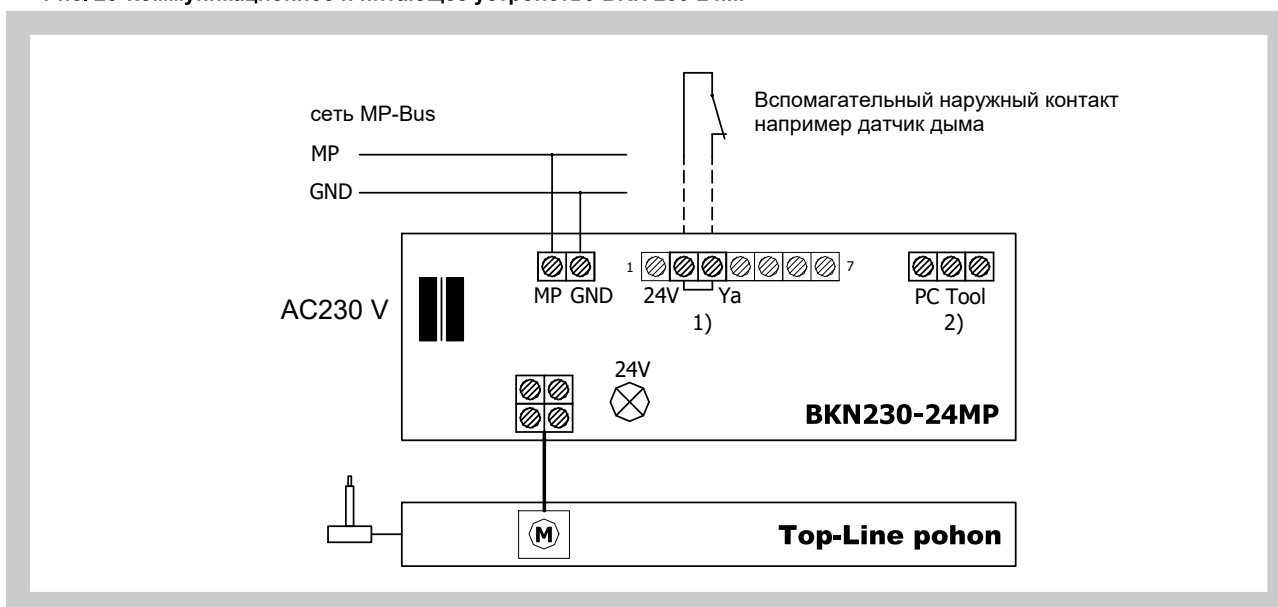 сеть MP-Bus
Вспомагательный наружный контакт
например датчик дыма
MP
GND
AC230 V
1
7
MP GND
24V
Ya
PC Tool
1)
2)
24V
BKN230-24MP
M
Top-Line pohon